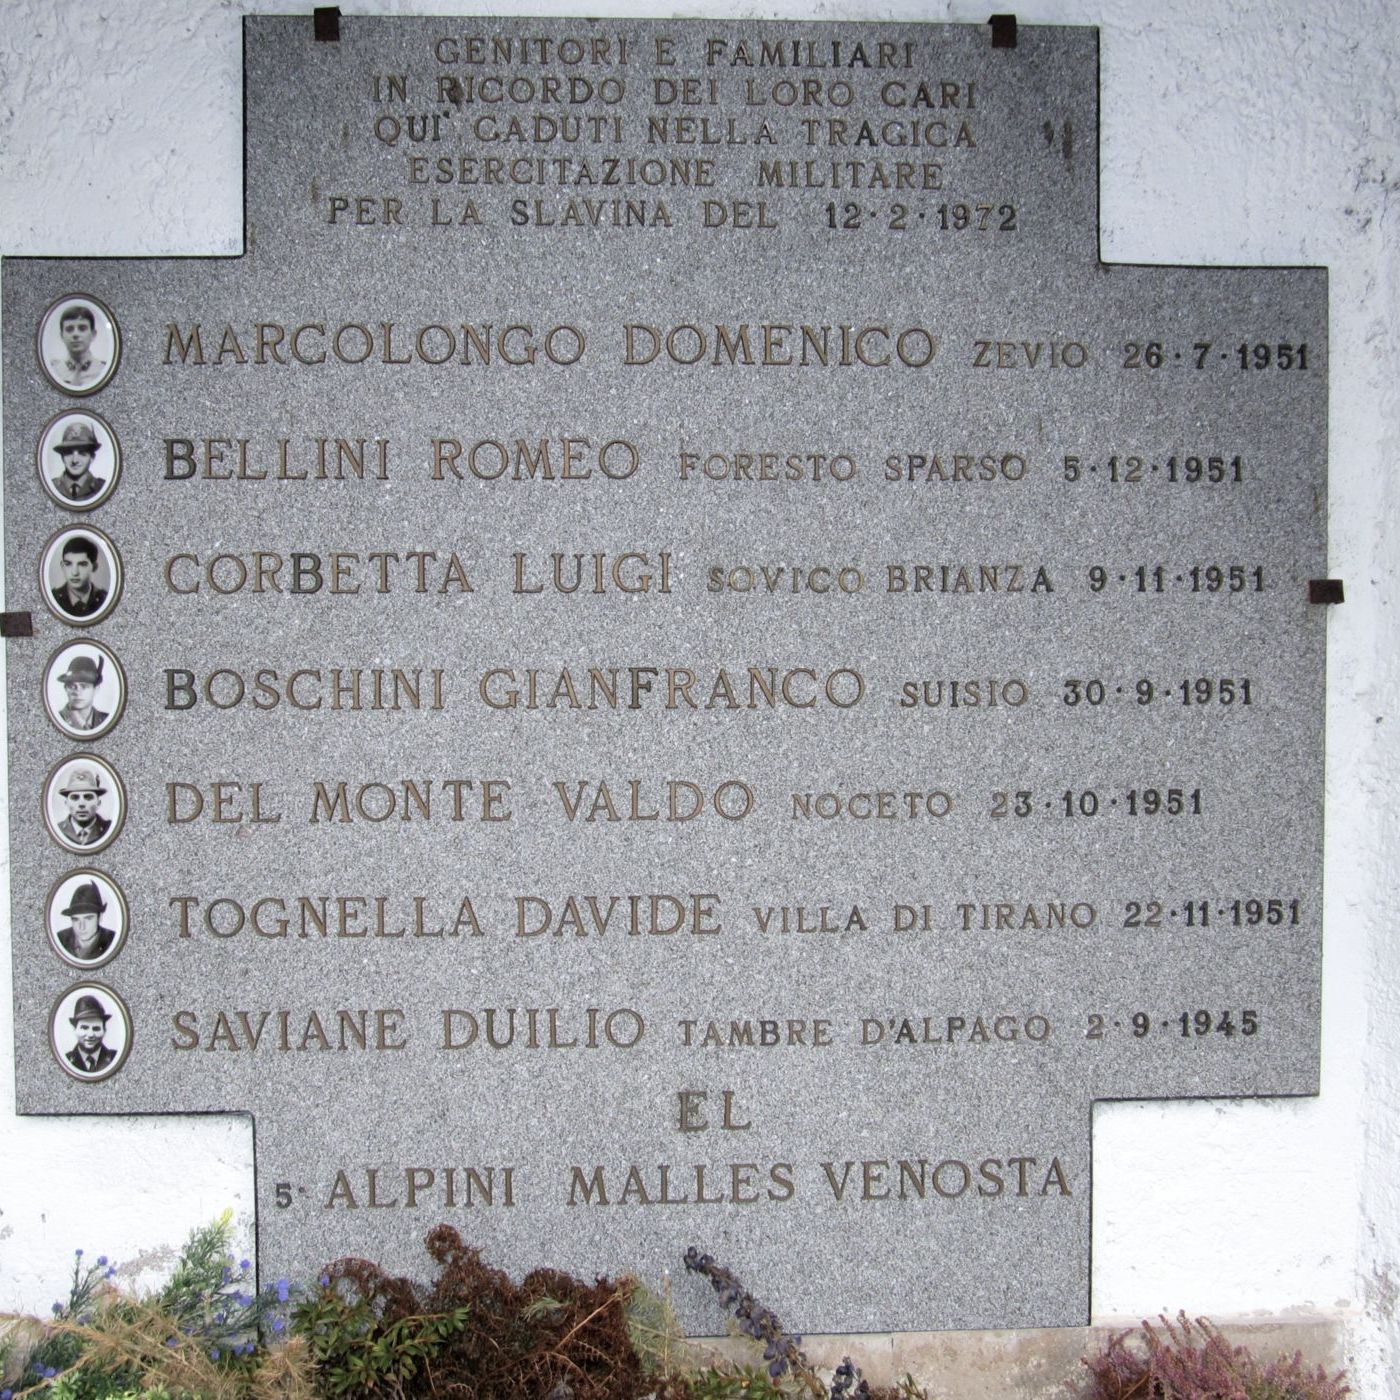 GENITORI E FAMILIARI
IN RICORDO DEI LORO CARI
QUI' CADUTI NELLA TRAGICA
ESERCITAZIONE MILITARE
PER LA SLAVINA DEL 12·2·1972
MARCOLONGO DOMENICO ZEVIO 26·7·1951
BELLINI ROMEO FORESTO SPARSO 5·12·1951
CORBETTA LUIGI SOVICO BRIANZA 9·11·1951
BOSCHINI GIANFRANCO SUISIO 30·9·1951
DEL MONTE VALDO NOCETO 23·10·1951
TOGNELLA DAVIDE VILLA DI TIRANO 22·11·1951
SAVIANE DUILIO TAMBRE D'ALPAGO 2·9·1945
EL
5· ALPINI MALLES VENOSTA